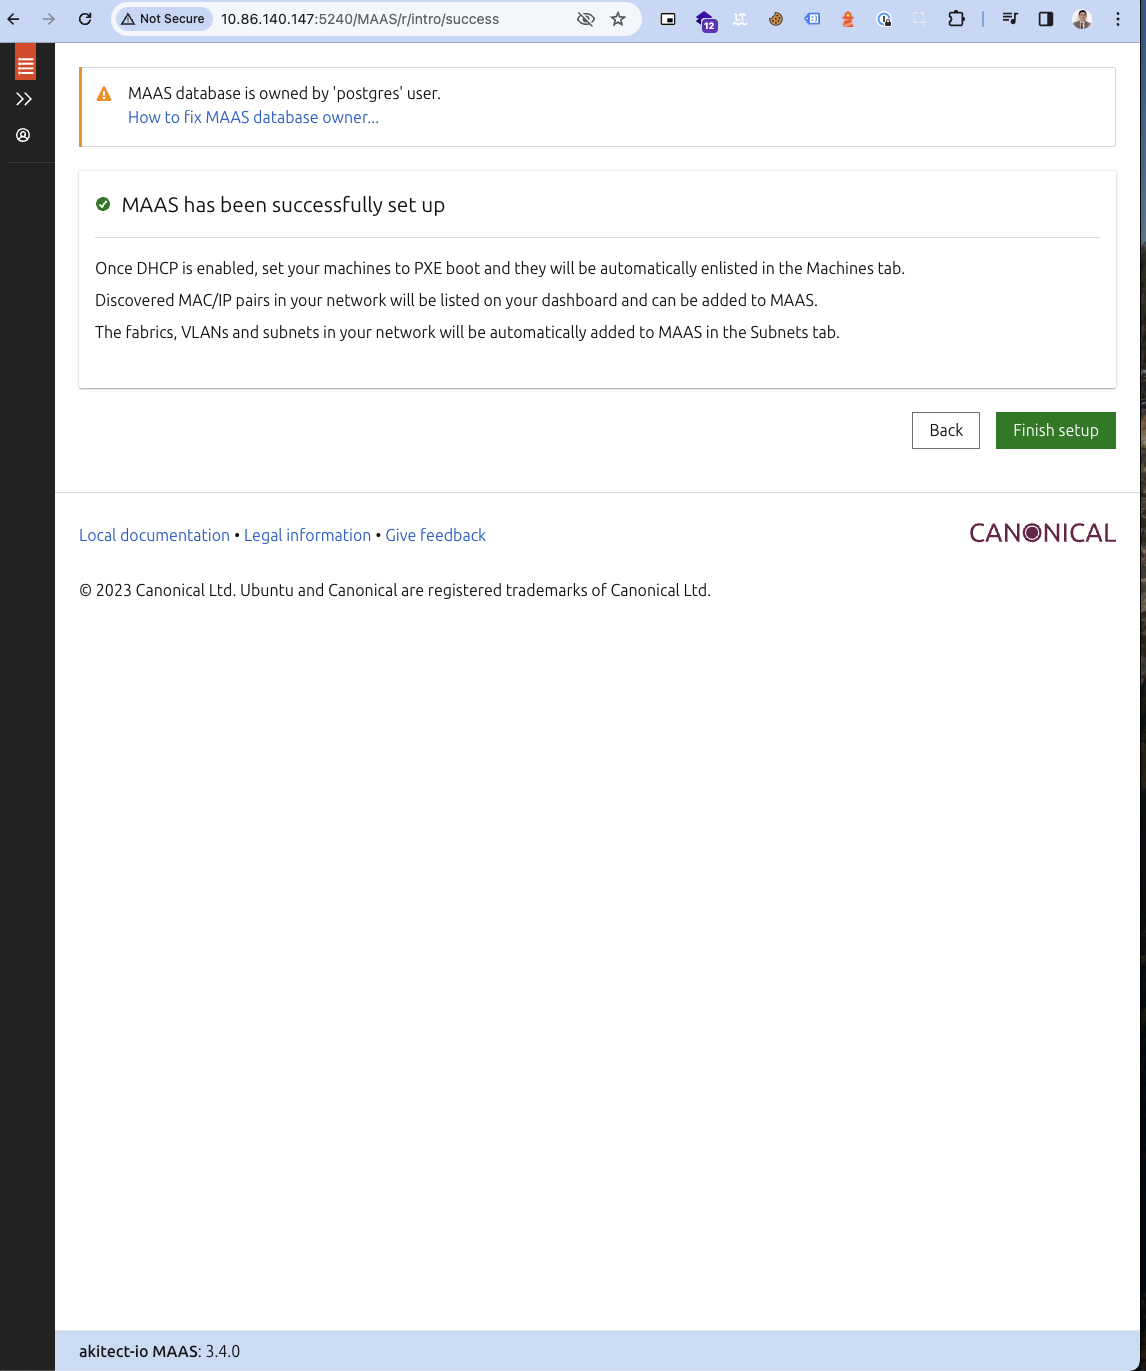 Not Secure 10.86.140.147:5240/MAAS/r/intro/success
12
MAAS database is owned by 'postgres' user.
How to fix MAAS database owner...
MAAS has been successfully set up
Once DHCP is enabled, set your machines to PXE boot and they will be automatically enlisted in the Machines tab.
Discovered MAC/IP pairs in your network will be listed on your dashboard and can be added to MAAS.
The fabrics, VLANs and subnets in your network will be automatically added to MAAS in the Subnets tab.
Back Finish setup
Local documentation • Legal information • Give feedback
CANONICAL
© 2023 Canonical Ltd. Ubuntu and Canonical are registered trademarks of Canonical Ltd.
akitect-io MAAS: 3.4.0